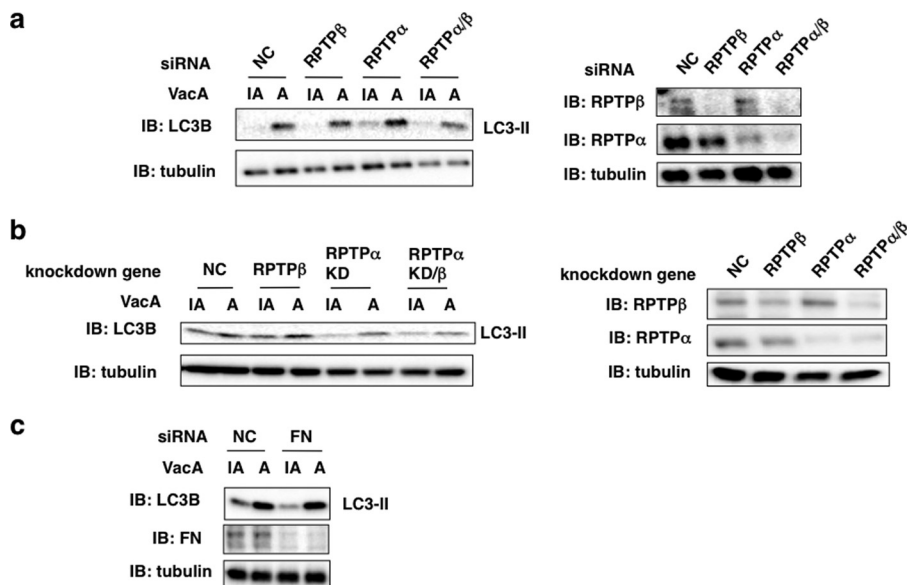 a
siRNA NC RPTPβ RPTPα RPTPα/β
VacA IA A IA A IA A IA A
IB: LC3B LC3-II
IB: tubulin
siRNA NC RPTPβ RPTPα RPTPα/β
IB: RPTPβ
IB: RPTPα
IB: tubulin
b
knockdown gene NC RPTPβ RPTPα KD RPTPα KD/β
VacA IA A IA A IA A IA A
IB: LC3B LC3-II
IB: tubulin
knockdown gene NC RPTPβ RPTPα RPTPα/β
IB: RPTPβ
IB: RPTPα
IB: tubulin
c
siRNA NC FN
VacA IA A IA A
IB: LC3B LC3-II
IB: FN
IB: tubulin